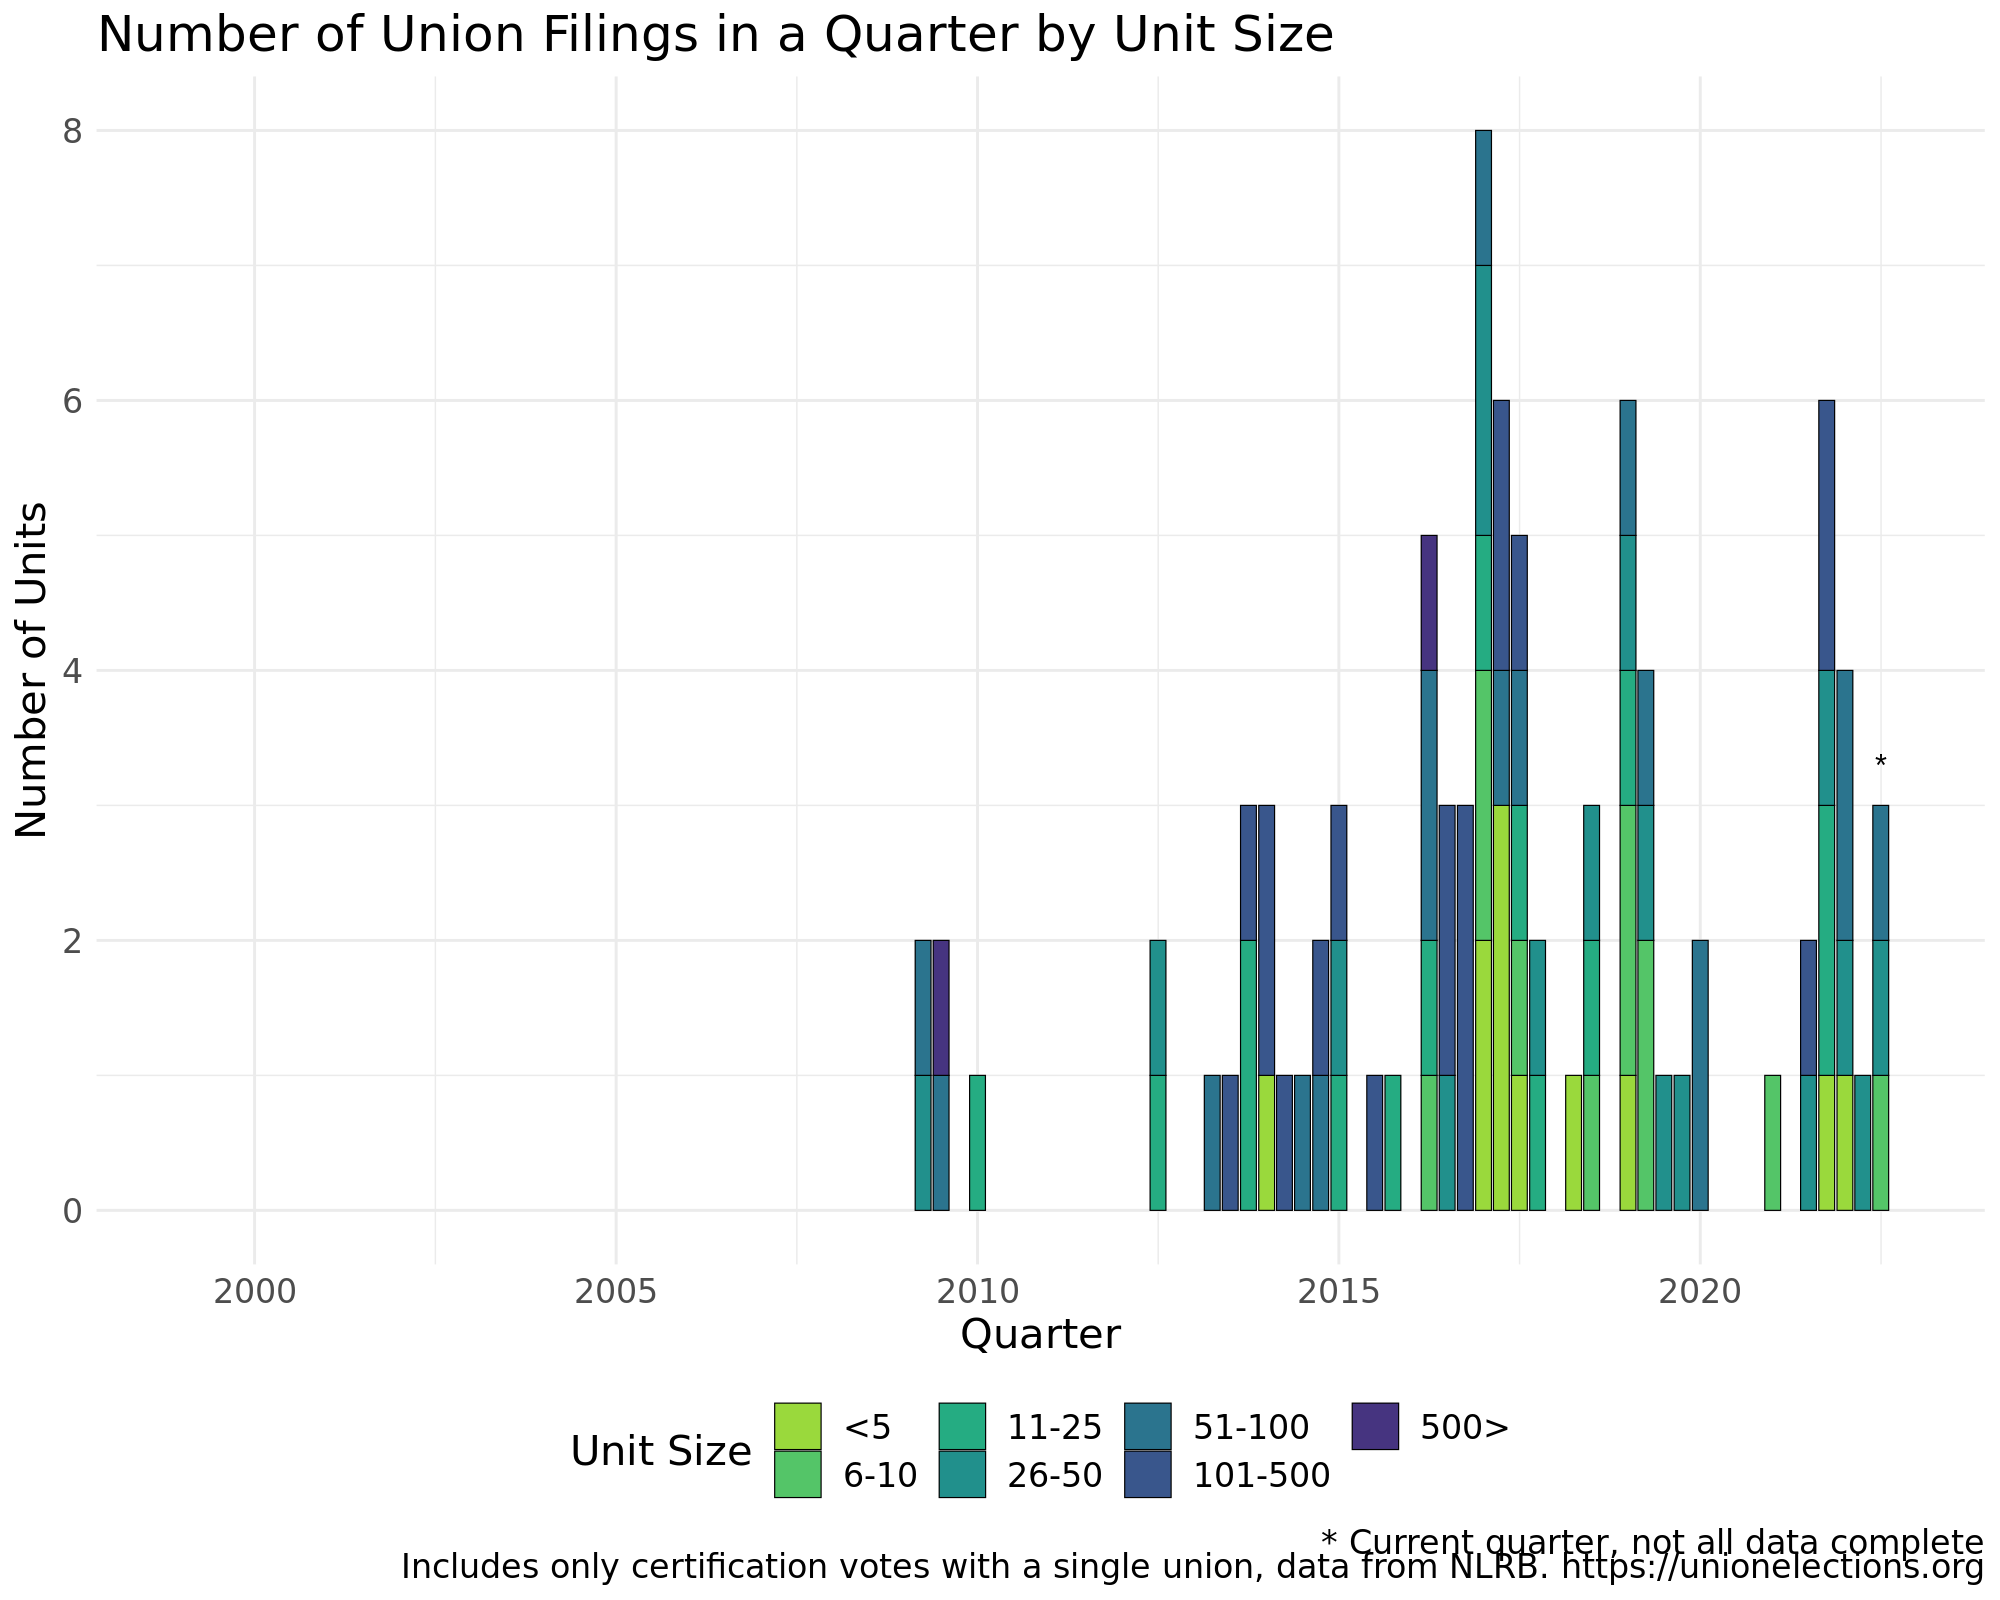 Number of Union Filings in a Quarter by Unit Size
Number of Units
8
6
4
2
0
*
2000 2005 2010 2015 2020
Quarter
Unit Size
<5 11-25 51-100 500>
6-10 26-50 101-500
* Current quarter, not all data complete
Includes only certification votes with a single union, data from NLRB. https://unionelections.org